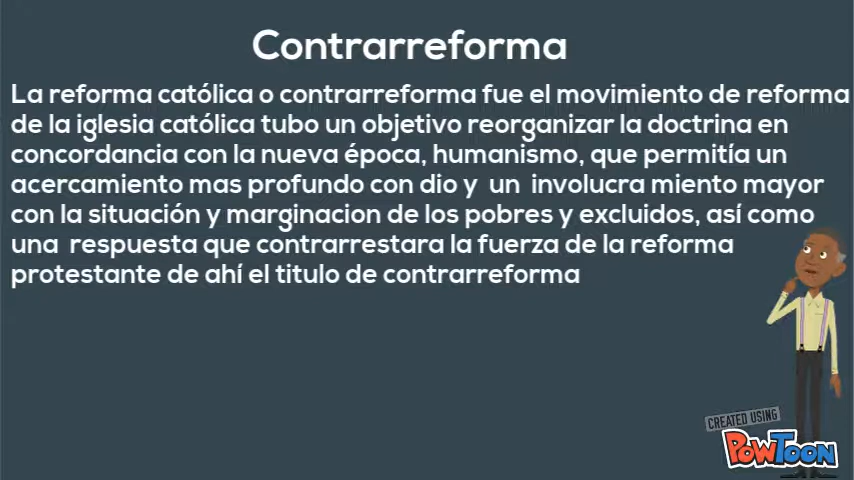 Contrarreforma
La reforma católica o contrarreforma fue el movimiento de reforma
de la iglesia católica tubo un objetivo reorganizar la doctrina en
concordancia con la nueva época, humanismo, que permitía un
acercamiento mas profundo con dio y un involucra miento mayor
con la situación y marginacion de los pobres y excluidos, así como
una respuesta que contrarrestara la fuerza de la reforma
protestante de ahí el titulo de contrarreforma
CREATED USING
POWTOON